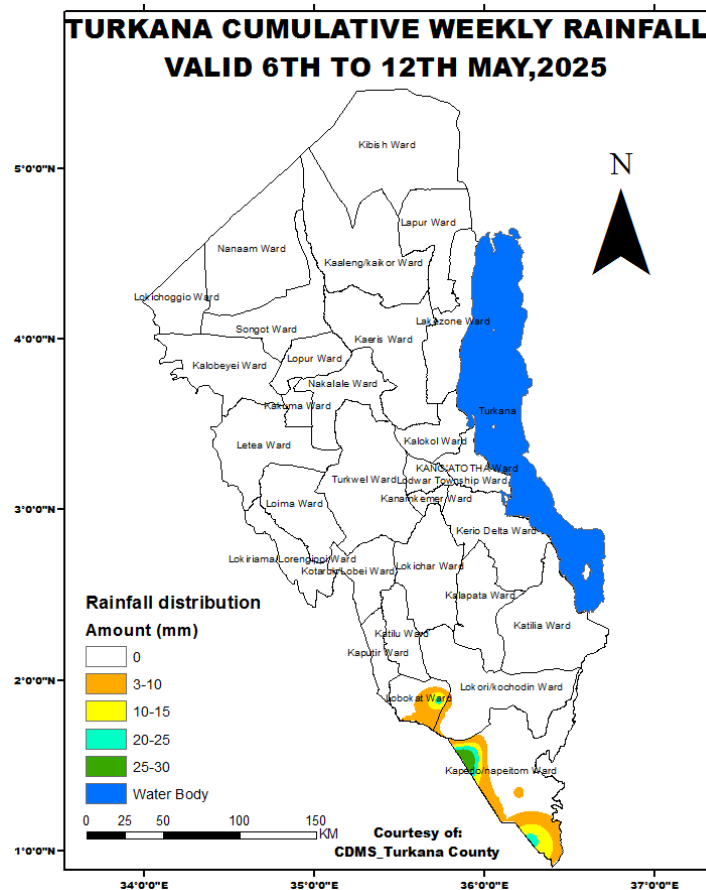 TURKANA CUMULATIVE WEEKLY RAINFALL
VALID 6TH TO 12TH MAY,2025
N
5°0'0"N
4°0'0"N
3°0'0"N
2°0'0"N
1°0'0"N
Kibish Ward
Lapur Ward
Nanaam Ward
Kaaleng/kaikor Ward
Lokichoggio Ward
Songot Ward
Kaeris Ward
Lakezone Ward
Kalobeyei Ward
Lopur Ward
Nakalale Ward
Kakuma Ward
Turkana
Letea Ward
Kalokol Ward
KANG'ATOTHA Ward
Turkwel Ward
Lodwar Township Ward
Kanamkemer Ward
Loima Ward
Kerio Delta Ward
Lokiriama/Lorengippi Ward
Kotaruk/Lobei Ward
Lokichar Ward
Kalapata Ward
Katilu Ward
Katilia Ward
Kaputir Ward
Lobokat Ward
Lokori/kochodin Ward
Kapedo/napeitom Ward
Rainfall distribution
Amount (mm)
0
3-10
10-15
20-25
25-30
Water Body
0 25 50 100 150
KM
Courtesy of:
CDMS_Turkana County
34°0'0"E 35°0'0"E 36°0'0"E 37°0'0"E